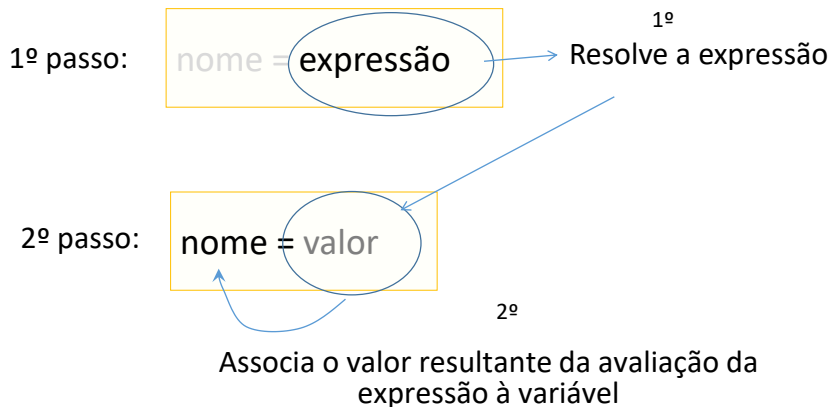 1º
1º passo: nome = expressão Resolve a expressão
2º passo: nome = valor
2º
Associa o valor resultante da avaliação da
expressão à variável